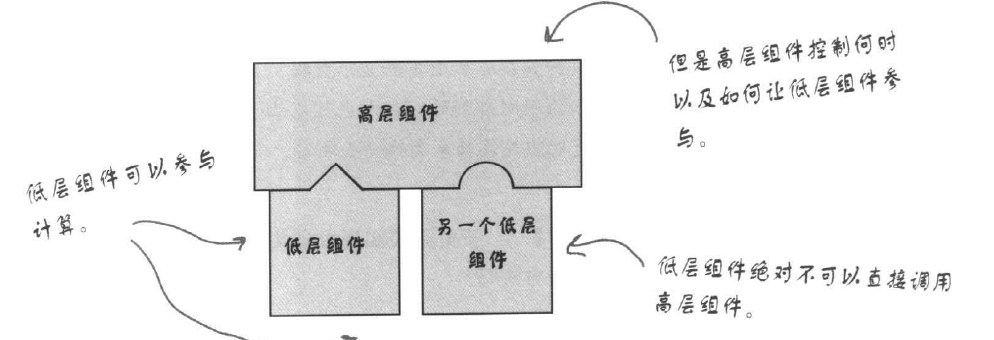 但是高层组件控制何时
以及如何让低层组件参
与。
高层组件
低层组件可以参与
计算。
低层组件
另一个低层
组件
低层组件绝对不可以直接调用
高层组件。